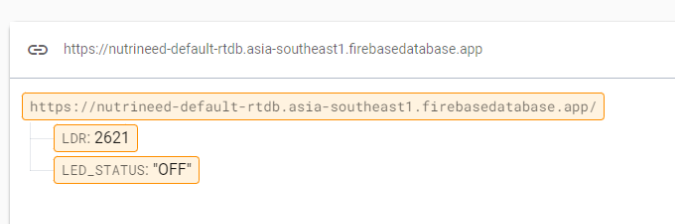 https://nutrineed-default-rtdb.asia-southeast1.firebasedatabase.app
https://nutrineed-default-rtdb.asia-southeast1.firebasedatabase.app/
LDR: 2621
LED_STATUS: "OFF"